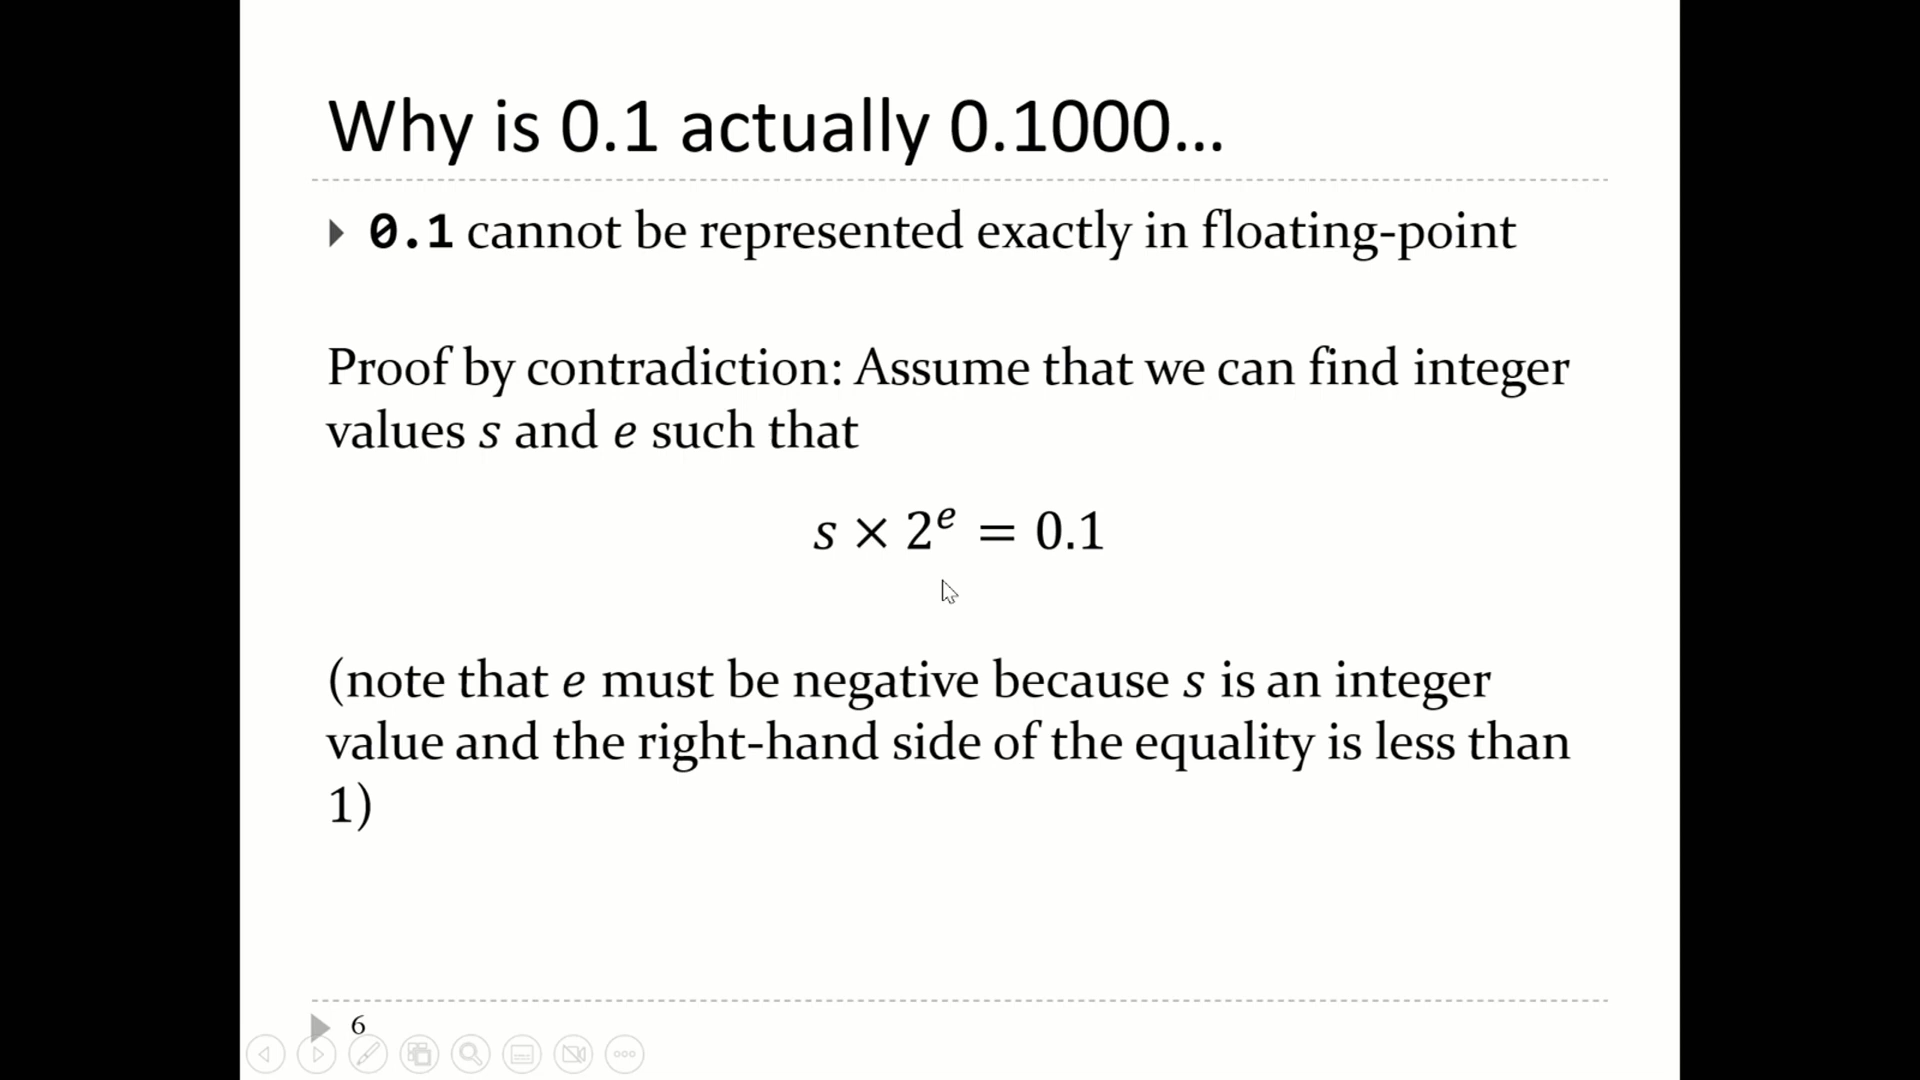 Why is 0.1 actually 0.1000...
0.1 cannot be represented exactly in floating-point
Proof by contradiction: Assume that we can find integer
values s and e such that
s × 2^e = 0.1
(note that e must be negative because s is an integer
value and the right-hand side of the equality is less than
1)
6